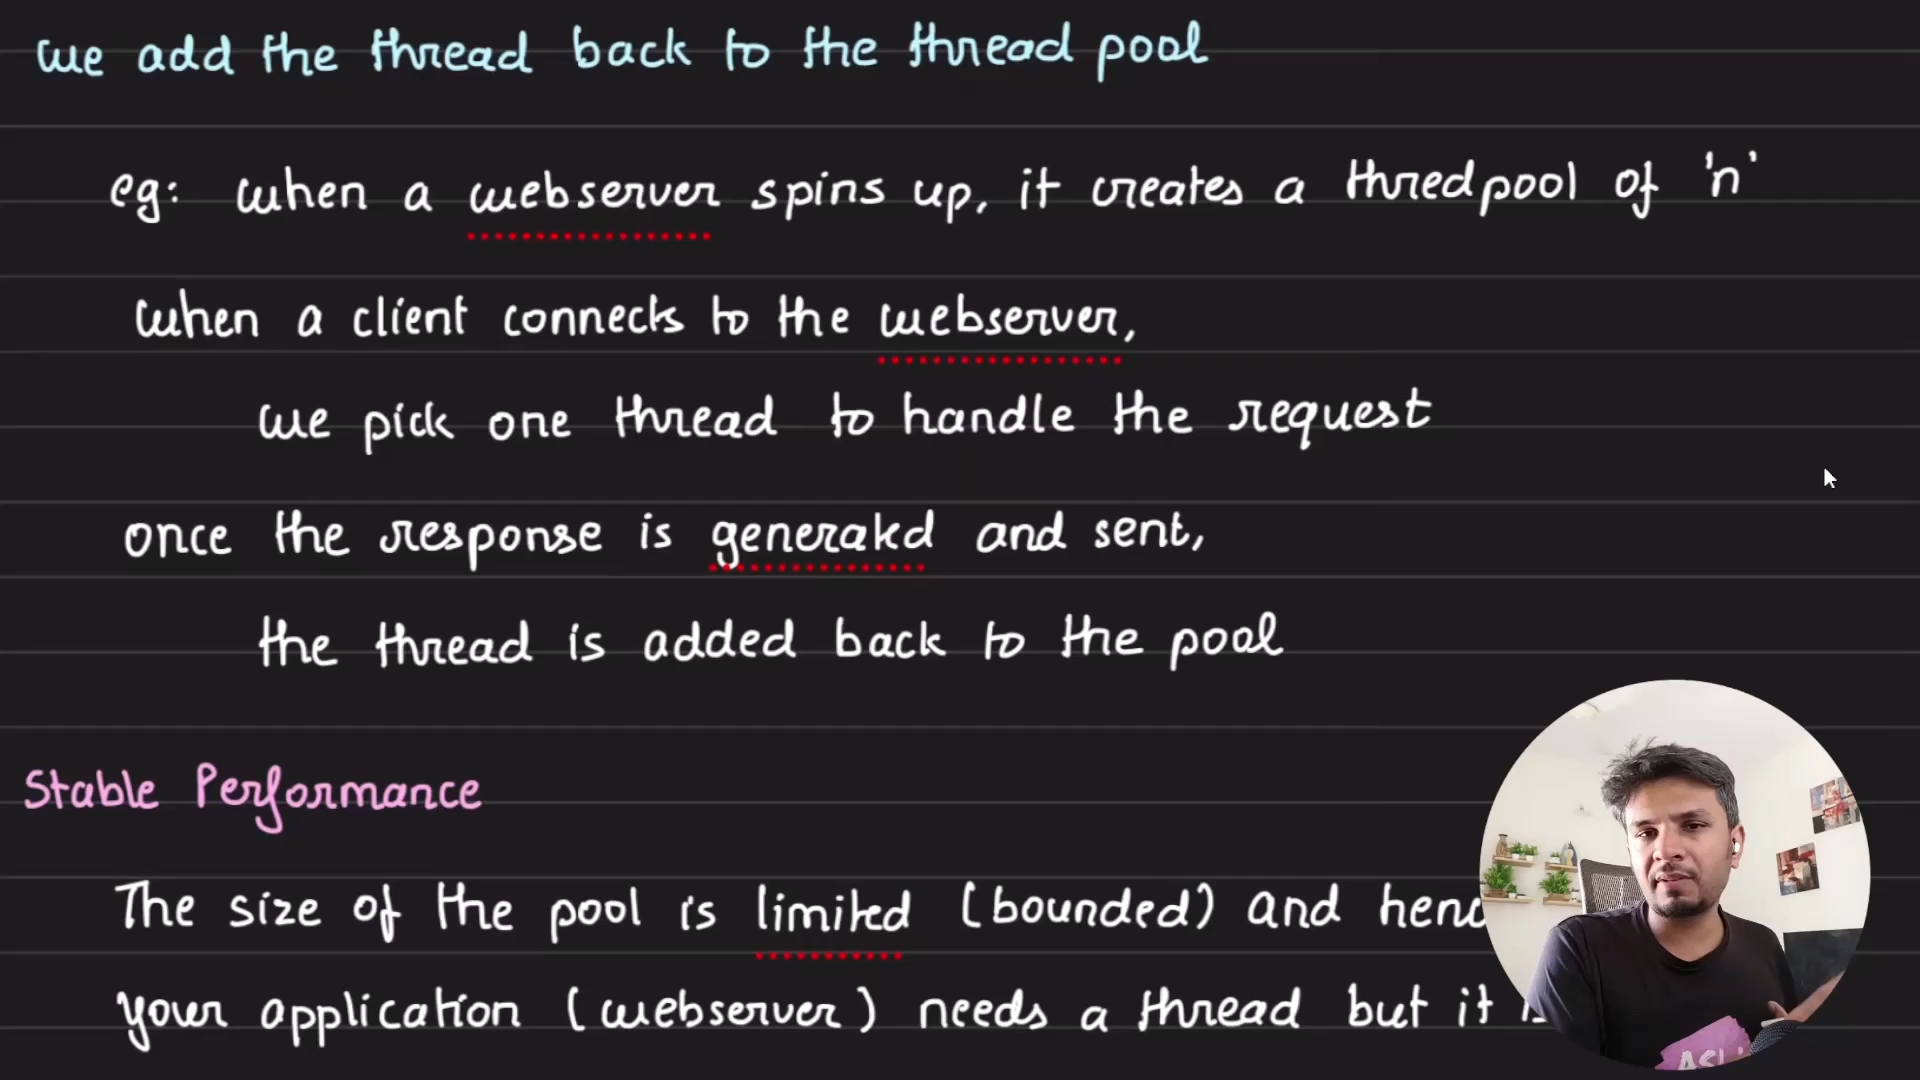 we add the thread back to the thread pool
eg: when a webserver spins up, it creates a thredpool of 'n'
when a client connects to the webserver,
we pick one thread to handle the request
once the response is generated and sent,
the thread is added back to the pool
Stable Performance
The size of the pool is limited (bounded) and
your application (webserver) needs a thread but it